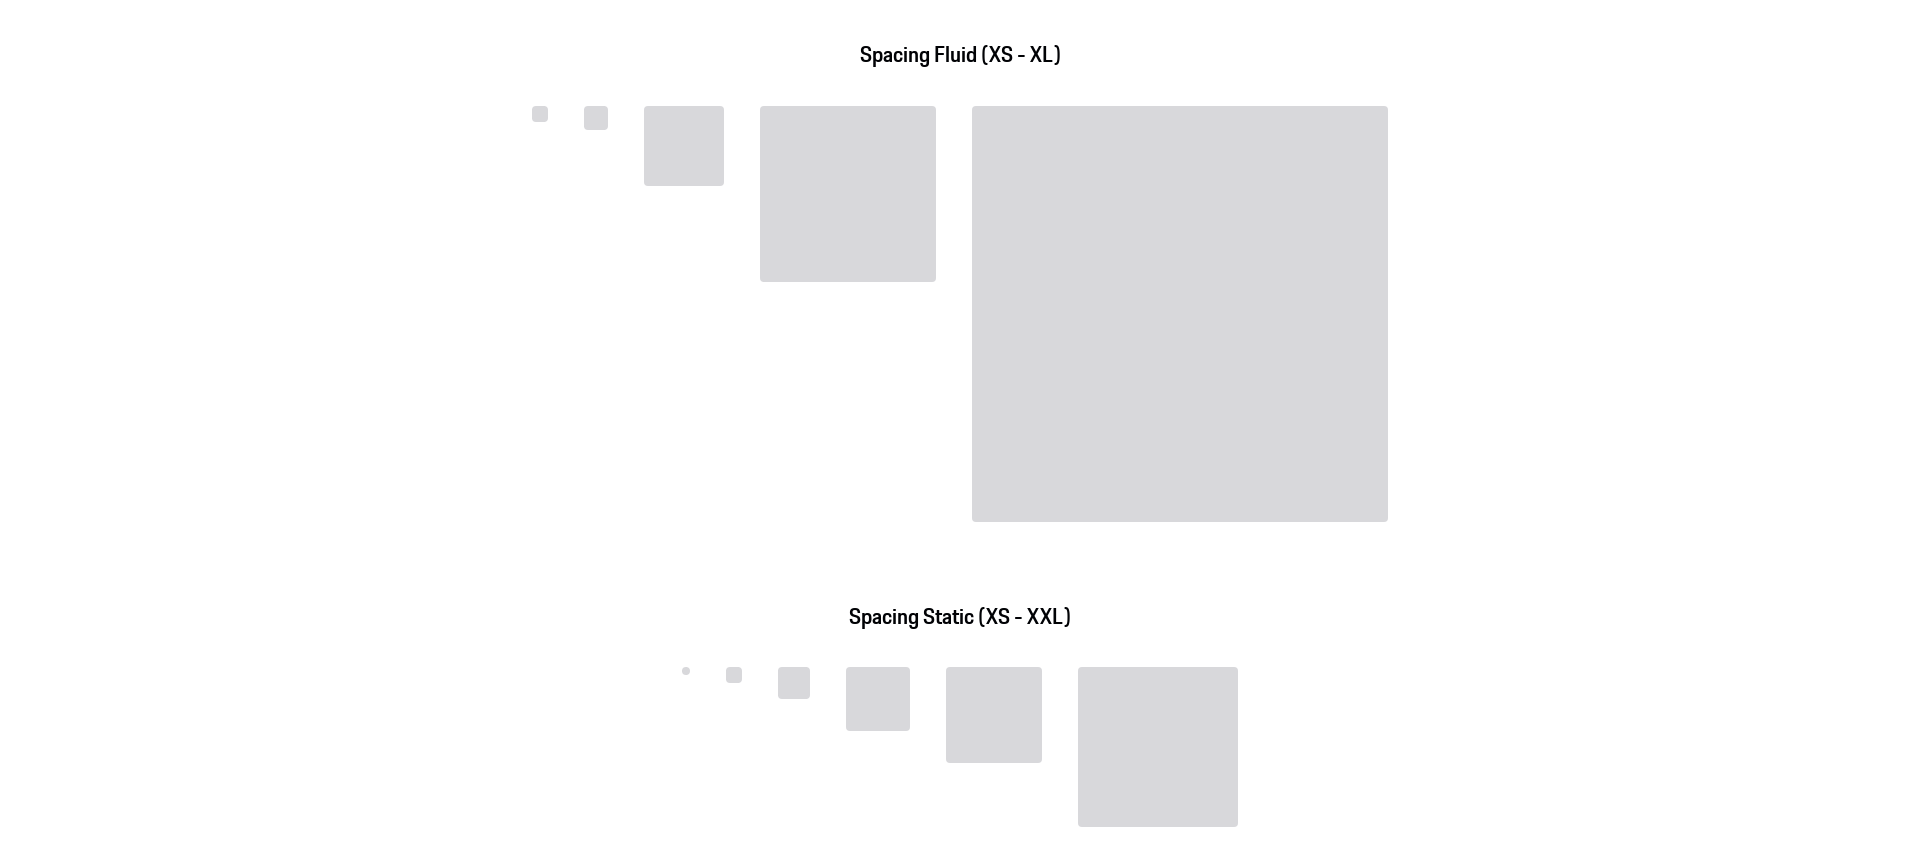 Spacing Fluid (XS - XL)
Spacing Static (XS - XXL)